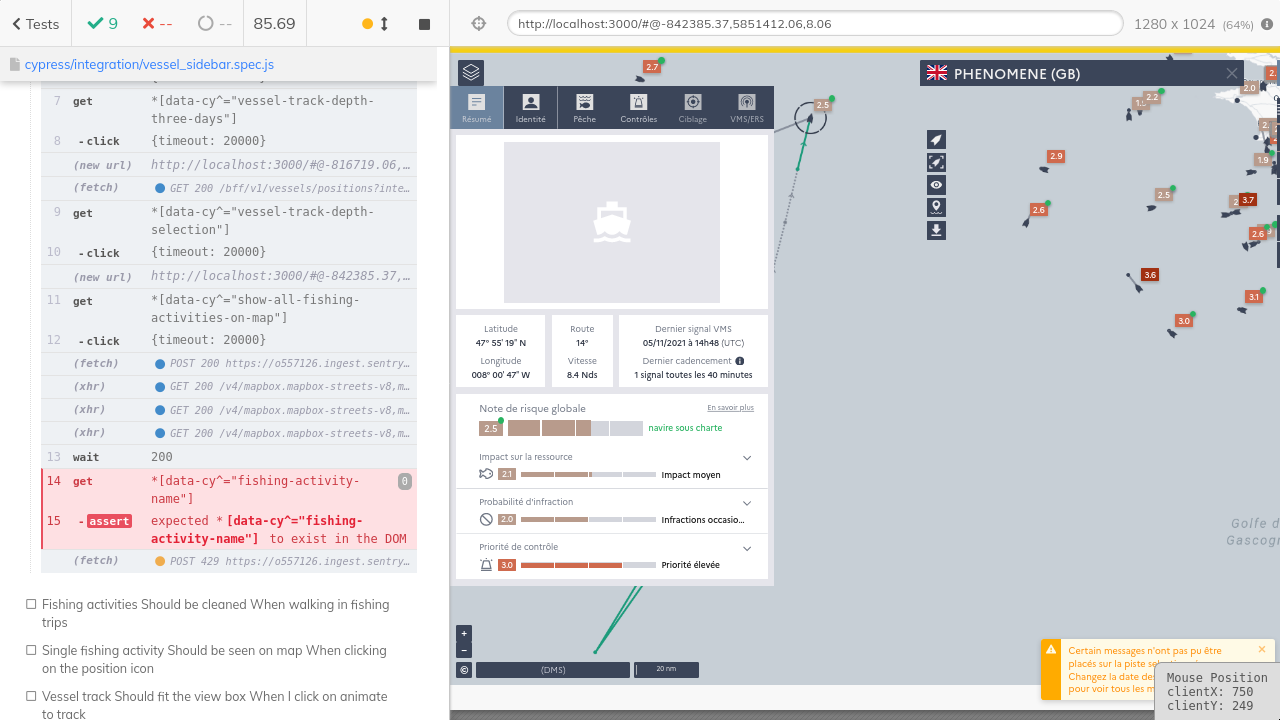 Tests
9
--
--
85.69
http://localhost:3000/#@-842385.37,5851412.06,8.06
1280 x 1024 (64%)
cypress/integration/vessel_sidebar.spec.js
7 get *[data-cy^="vessel-track-depth-
three-days"]
8 - click {timeout: 20000}
(new url) http://localhost:3000/#@-816719.06,…
(fetch) GET 200 /bff/v1/vessels/positions?inte…
9 get *[data-cy^="vessel-track-depth-
selection"]
10 - click {timeout: 20000}
(new url) http://localhost:3000/#@-842385.37,…
11 get *[data-cy^="show-all-fishing-
activities-on-map"]
12 - click {timeout: 20000}
(fetch) POST 200 https://o557126.ingest.sentry…
(xhr) GET 200 /v4/mapbox.mapbox-streets-v8,m…
(xhr) GET 200 /v4/mapbox.mapbox-streets-v8,m…
(xhr) GET 200 /v4/mapbox.mapbox-streets-v8,m…
13 wait 200
14 get *[data-cy^="fishing-activity-
name"] 0
15 - assert expected *[data-cy^="fishing-
activity-name"] to exist in the DOM
(fetch) POST 429 https://o557126.ingest.sentry…
Fishing activities Should be cleaned When walking in fishing
trips
Single fishing activity Should be seen on map When clicking
on the position icon
Vessel track Should fit the view box When I click on animate
to track
2.7
PHENOMENE (GB)
Résumé
Identité
Pêche
Contrôles
Ciblage
VMS/ERS
2.5
2.2
2.0
2.9
1.9
2.5
3.7
2.6
2.6
3.6
3.1
3.0
Latitude
47° 55′ 19″ N
Longitude
008° 00′ 47″ W
Route
14°
Vitesse
8.4 Nds
Dernier signal VMS
05/11/2021 à 14h48 (UTC)
Dernier cadencement
1 signal toutes les 40 minutes
Note de risque globale
En savoir plus
2.5 navire sous charte
Impact sur la ressource
2.1 Impact moyen
Probabilité d'infraction
2.0 Infractions occasio…
Priorité de contrôle
3.0 Priorité élevée
Golfe d
Gascogn
+
−
©
(DMS)
20 nm
Certain messages n'ont pas pu être
placés sur la piste
Changez la date des
pour voir tous les m
Mouse Position
clientX: 750
clientY: 249